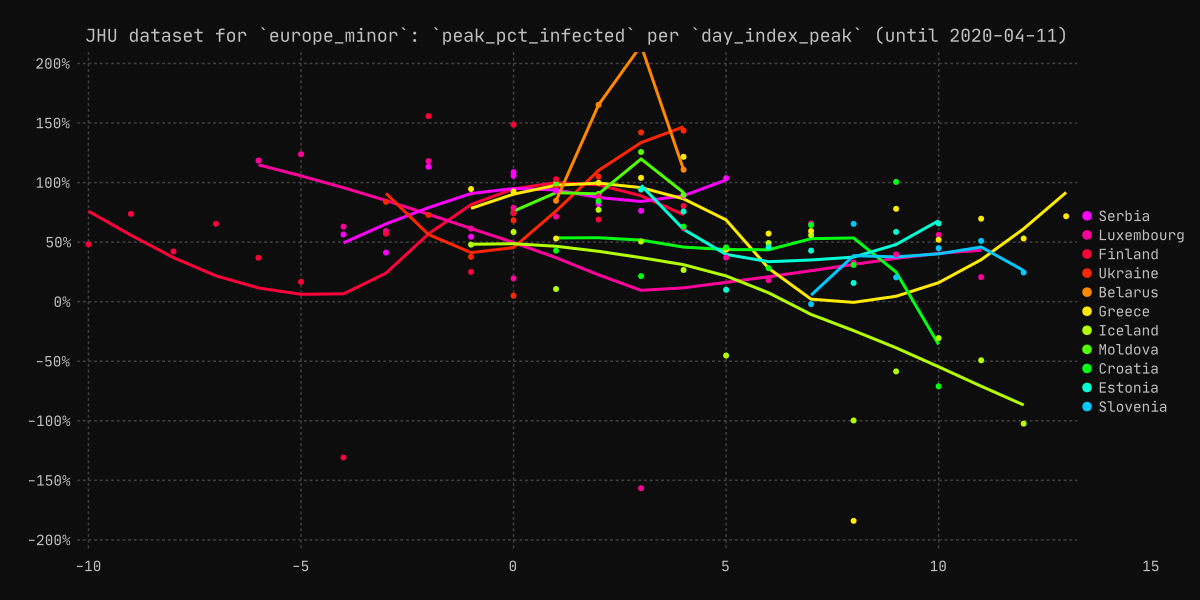 JHU dataset for `europe_minor`: `peak_pct_infected` per `day_index_peak` (until 2020-04-11)
200%
150%
100%
50%
0%
-50%
-100%
-150%
-200%
-10
-5
0
5
10
15
Serbia
Luxembourg
Finland
Ukraine
Belarus
Greece
Iceland
Moldova
Croatia
Estonia
Slovenia